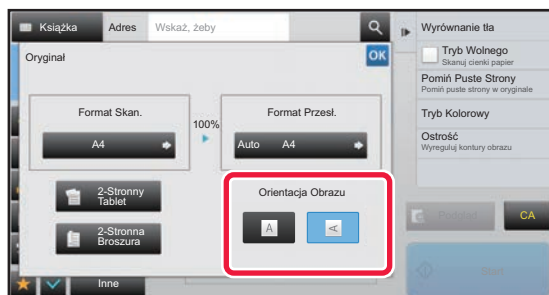 Książka
Adres
Wskaż, żeby
Oryginał
OK
Format Skan.
A4
100%
Format Przesł.
Auto A4
2-Stronny
Tablet
2-Stronna
Broszura
Orientacja Obrazu
A
A
Inne
Wyrównanie tła
Tryb Wolnego
Skanuj cienki papier
Pomiń Puste Strony
Pomiń puste strony w oryginale
Tryb Kolorowy
Ostrość
Wyreguluj kontury obrazu
CA
Start